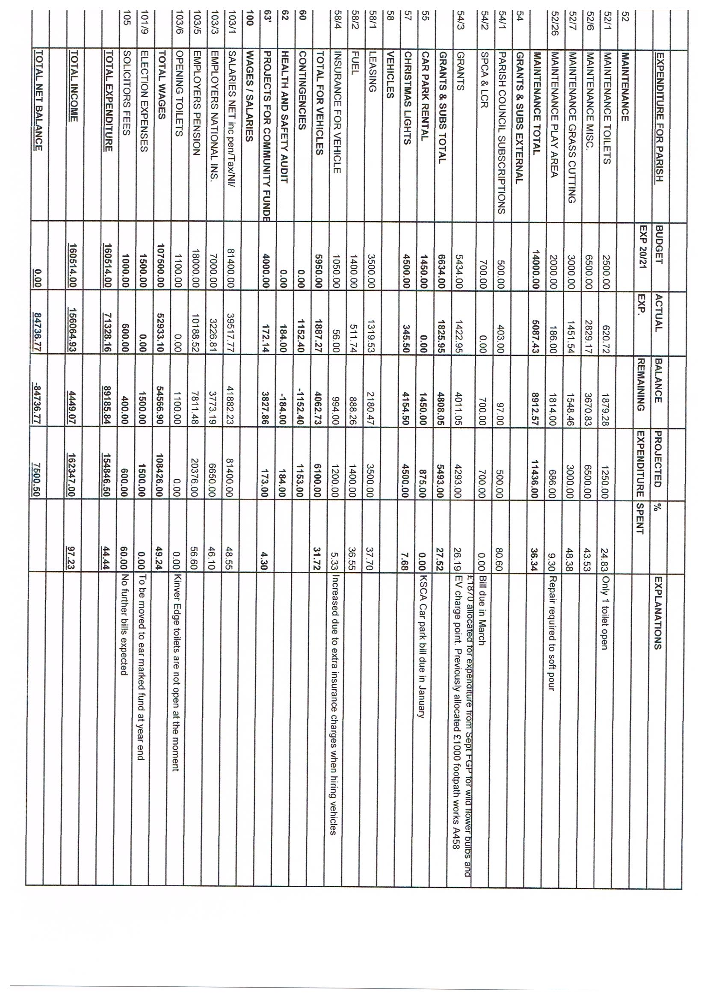 EXPENDITURE FOR PARISH BUDGET ACTUAL BALANCE PROJECTED % EXPLANATIONS
EXP 20/21 EXP. REMAINING EXPENDITURE SPENT
52 MAINTENANCE
52/1 MAINTENANCE TOILETS 2500.00 620.72 1879.28 1250.00 24.83 Only 1 toilet open
52/6 MAINTENANCE MISC. 6500.00 2829.17 3670.83 6500.00 43.53
52/7 MAINTENANCE GRASS CUTTING 3000.00 1451.54 1548.46 3000.00 48.38
52/26 MAINTENANCE PLAY AREA 2000.00 186.00 1814.00 686.00 9.30 Repair required to soft pour
MAINTENANCE TOTAL 14000.00 5087.43 8912.57 11436.00 36.34
54 GRANTS & SUBS EXTERNAL
54/1 PARISH COUNCIL SUBSCRIPTIONS 500.00 403.00 97.00 500.00 80.60
54/2 SPCA & LCR 700.00 0.00 700.00 700.00 0.00 Bill due in March
£1870 allocated for expenditure from Sept FGP for wild flower bulbs and
54/3 GRANTS 5434.00 1422.95 4011.05 4293.00 26.19 EV charge point. Previously allocated £1000 footpath works A458
GRANTS & SUBS TOTAL 6634.00 1825.95 4808.05 5493.00 27.52
55 CAR PARK RENTAL 1450.00 0.00 1450.00 875.00 0.00 KSCA Car park bill due in January
57 CHRISTMAS LIGHTS 4500.00 345.50 4154.50 4500.00 7.68
58 VEHICLES
58/1 LEASING 3500.00 1319.53 2180.47 3500.00 37.70
58/2 FUEL 1400.00 511.74 888.26 1400.00 36.55
58/4 INSURANCE FOR VEHICLE 1050.00 56.00 994.00 1200.00 5.33 Increased due to extra insurance charges when hiring vehicles
TOTAL FOR VEHICLES 5950.00 1887.27 4062.73 6100.00 31.72
60 CONTINGENCIES 0.00 1152.40 -1152.40 1153.00
62 HEALTH AND SAFETY AUDIT 0.00 184.00 -184.00 184.00
63' PROJECTS FOR COMMUNITY FUNDE 4000.00 172.14 3827.86 173.00 4.30
100 WAGES / SALARIES
103/1 SALARIES NET inc pen/Tax/NI/ 81400.00 39517.77 41882.23 81400.00 48.55
103/3 EMPLOYERS NATIONAL INS. 7000.00 3226.81 3773.19 6650.00 46.10
103/5 EMPLOYERS PENSION 18000.00 10188.52 7811.48 20376.00 56.60
103/6 OPENING TOILETS 1100.00 0.00 1100.00 0.00 0.00 Kinver Edge toilets are not open at the moment
TOTAL WAGES 107500.00 52933.10 54566.90 108426.00 49.24
101/9 ELECTION EXPENSES 1500.00 0.00 1500.00 1500.00 0.00 To be moved to ear marked fund at year end
105 SOLICITORS FEES 1000.00 600.00 400.00 600.00 60.00 No further bills expected
TOTAL EXPENDITURE 160514.00 71328.16 89185.84 154846.50 44.44
TOTAL INCOME 160514.00 156064.93 4449.07 162347.00 97.23
TOTAL NET BALANCE 0.00 84736.77 -84736.77 7500.50